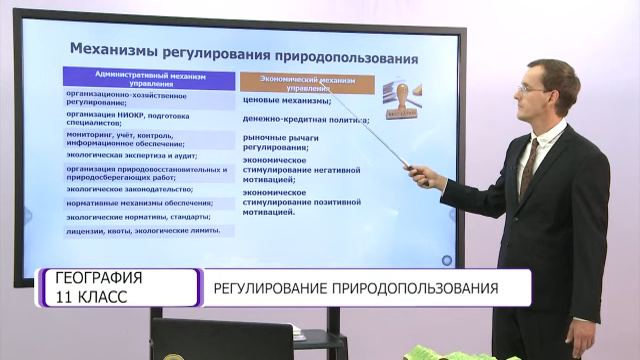 Механизмы регулирования природопользования
Административный механизм
управления
организационно-хозяйственное
регулирование;
организация НИОКР, подготовка
специалистов;
мониторинг, учёт, контроль,
информационное обеспечение;
экологическая экспертиза и аудит;
организация природовосстановительных и
природосберегающих работ;
экологическое законодательство;
нормативные механизмы обеспечения;
экологические нормативы, стандарты;
лицензии, квоты, экологические лимиты.
Экономический механизм
управления
ценовые механизмы;
денежно-кредитная политика;
рыночные рычаги
регулирования;
экономическое
стимулирование негативной
мотивацией;
экономическое
стимулирование позитивной
мотивацией.
ГЕОГРАФИЯ
11 КЛАСС
РЕГУЛИРОВАНИЕ ПРИРОДОПОЛЬЗОВАНИЯ